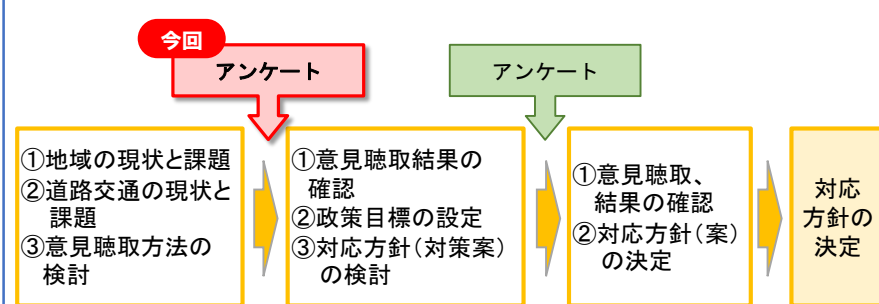 今回
アンケート
アンケート
①地域の現状と課題
②道路交通の現状と
課題
③意見聴取方法の
検討
①意見聴取結果の
確認
②政策目標の設定
③対応方針(対策案)
の検討
①意見聴取、
結果の確認
②対応方針(案)
の決定
対応
方針の
決定